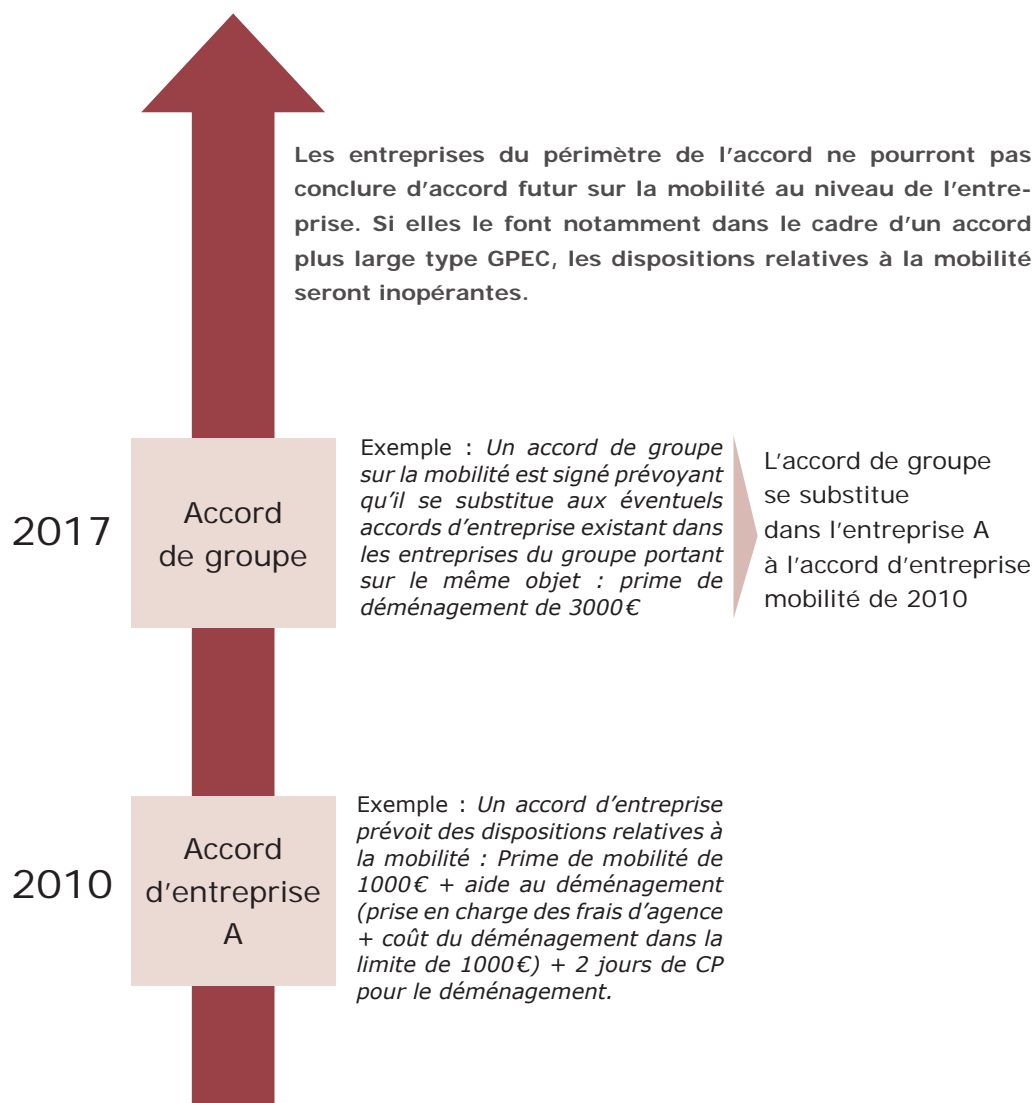 Les entreprises du périmètre de l'accord ne pourront pas
conclure d'accord futur sur la mobilité au niveau de l'entre-
prise. Si elles le font notamment dans le cadre d'un accord
plus large type GPEC, les dispositions relatives à la mobilité
seront inopérantes.
2017
Accord
de groupe
Exemple : Un accord de groupe
sur la mobilité est signé prévoyant
qu'il se substitue aux éventuels
accords d'entreprise existant dans
les entreprises du groupe portant
sur le même objet : prime de
déménagement de 3000 €
L'accord de groupe
se substitue
dans l'entreprise A
à l'accord d'entreprise
mobilité de 2010
2010
Accord
d'entreprise
A
Exemple : Un accord d'entreprise
prévoit des dispositions relatives à
la mobilité : Prime de mobilité de
1000 € + aide au déménagement
(prise en charge des frais d'agence
+ coût du déménagement dans la
limite de 1000 €) + 2 jours de CP
pour le déménagement.